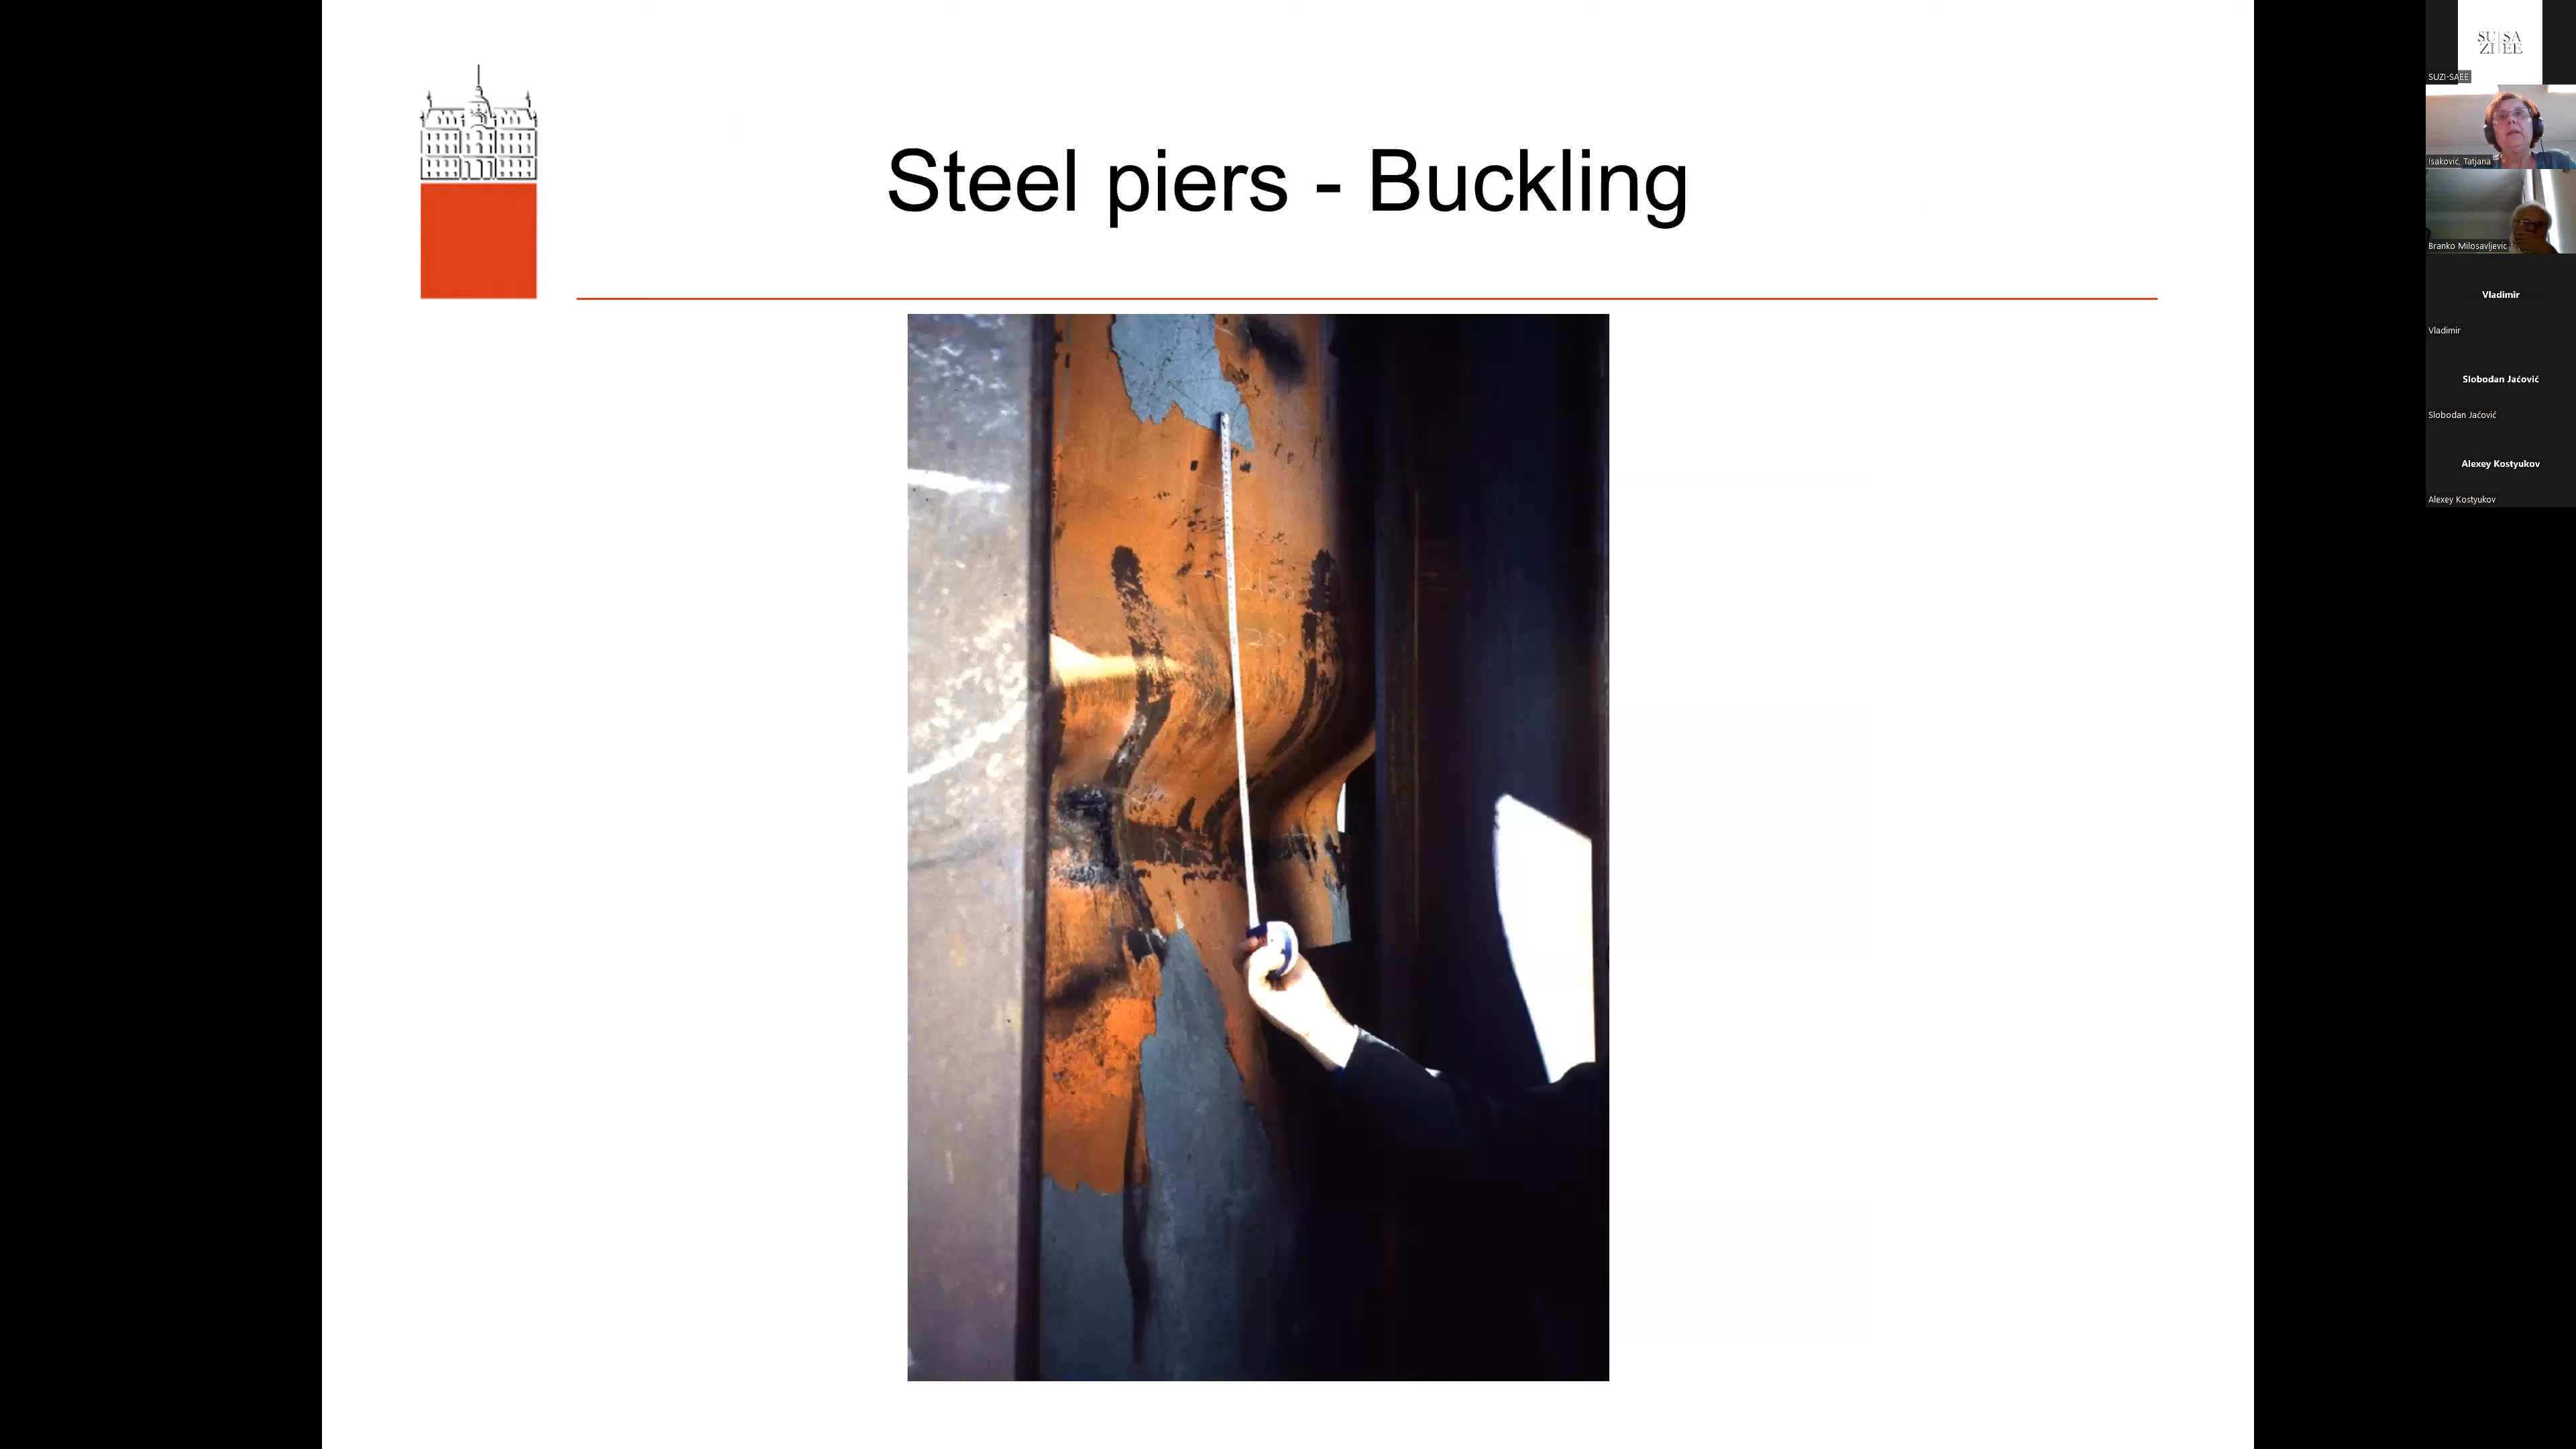 Steel piers - Buckling
SU|SA
ZI|EE
SUZI-SAEE
Isaković, Tatjana
Branko Milosavljevic
Vladimir
Vladimir
Slobodan Jaćović
Slobodan Jaćović
Alexey Kostyukov
Alexey Kostyukov